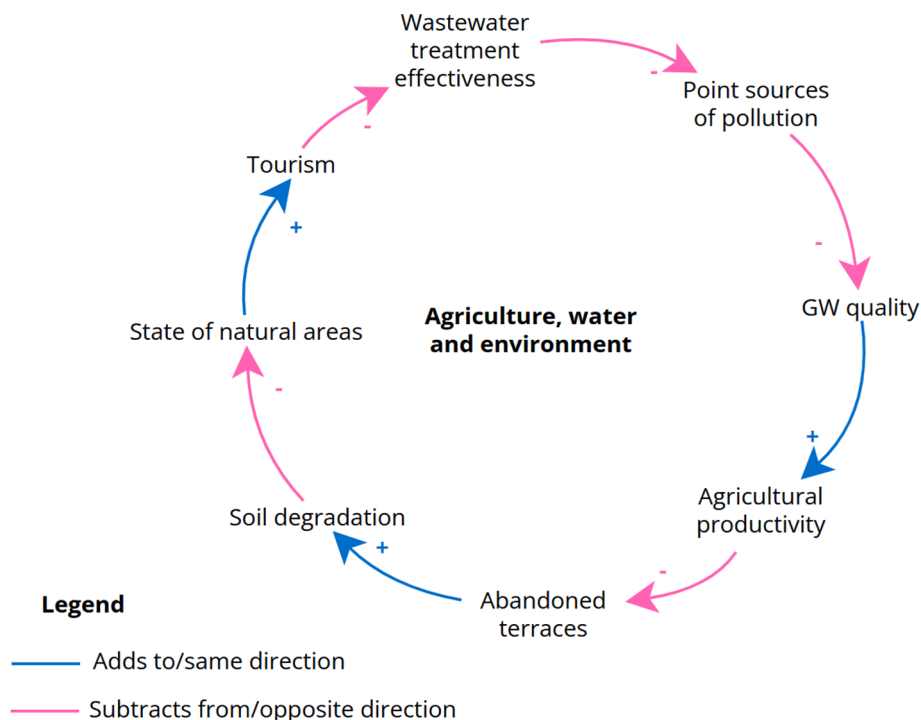 Wastewater
treatment
effectiveness
-
Point sources
of pollution
-
GW quality
+
Agricultural
productivity
-
Abandoned
terraces
+
Soil degradation
-
State of natural areas
+
Tourism
-
Agriculture, water
and environment
Legend
Adds to/same direction
Subtracts from/opposite direction